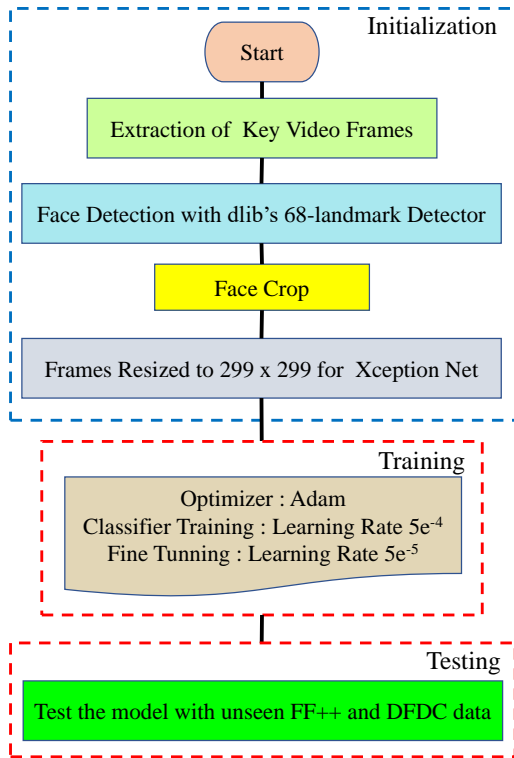 Initialization
Start
Extraction of Key Video Frames
Face Detection with dlib's 68-landmark Detector
Face Crop
Frames Resized to 299 x 299 for Xception Net
Training
Optimizer : Adam
Classifier Training : Learning Rate 5e⁻⁴
Fine Tunning : Learning Rate 5e⁻⁵
Testing
Test the model with unseen FF++ and DFDC data